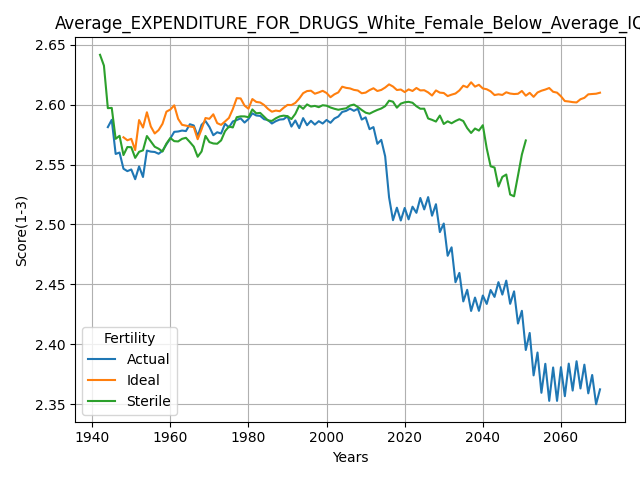 Average_EXPENDITURE_FOR_DRUGS_White_Female_Below_Average_IQ
Score(1-3)
2.65
2.60
2.55
2.50
2.45
2.40
2.35
Fertility
Actual
Ideal
Sterile
1940 1960 1980 2000 2020 2040 2060
Years